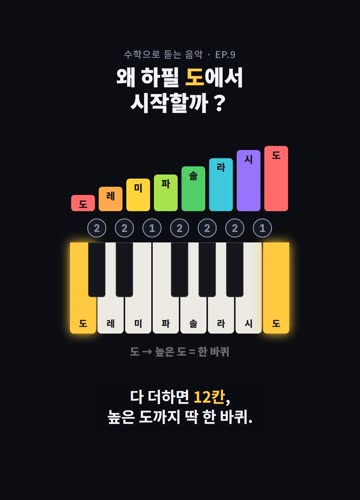 수학으로 듣는 음악 · EP.9
왜 하필 도에서
시작할까 ?
도 레 미 파 솔 라 시 도
2 2 1 2 2 2 1
도 레 미 파 솔 라 시 도
도 → 높은 도 = 한 바퀴
다 더하면 12칸,
높은 도까지 딱 한 바퀴.